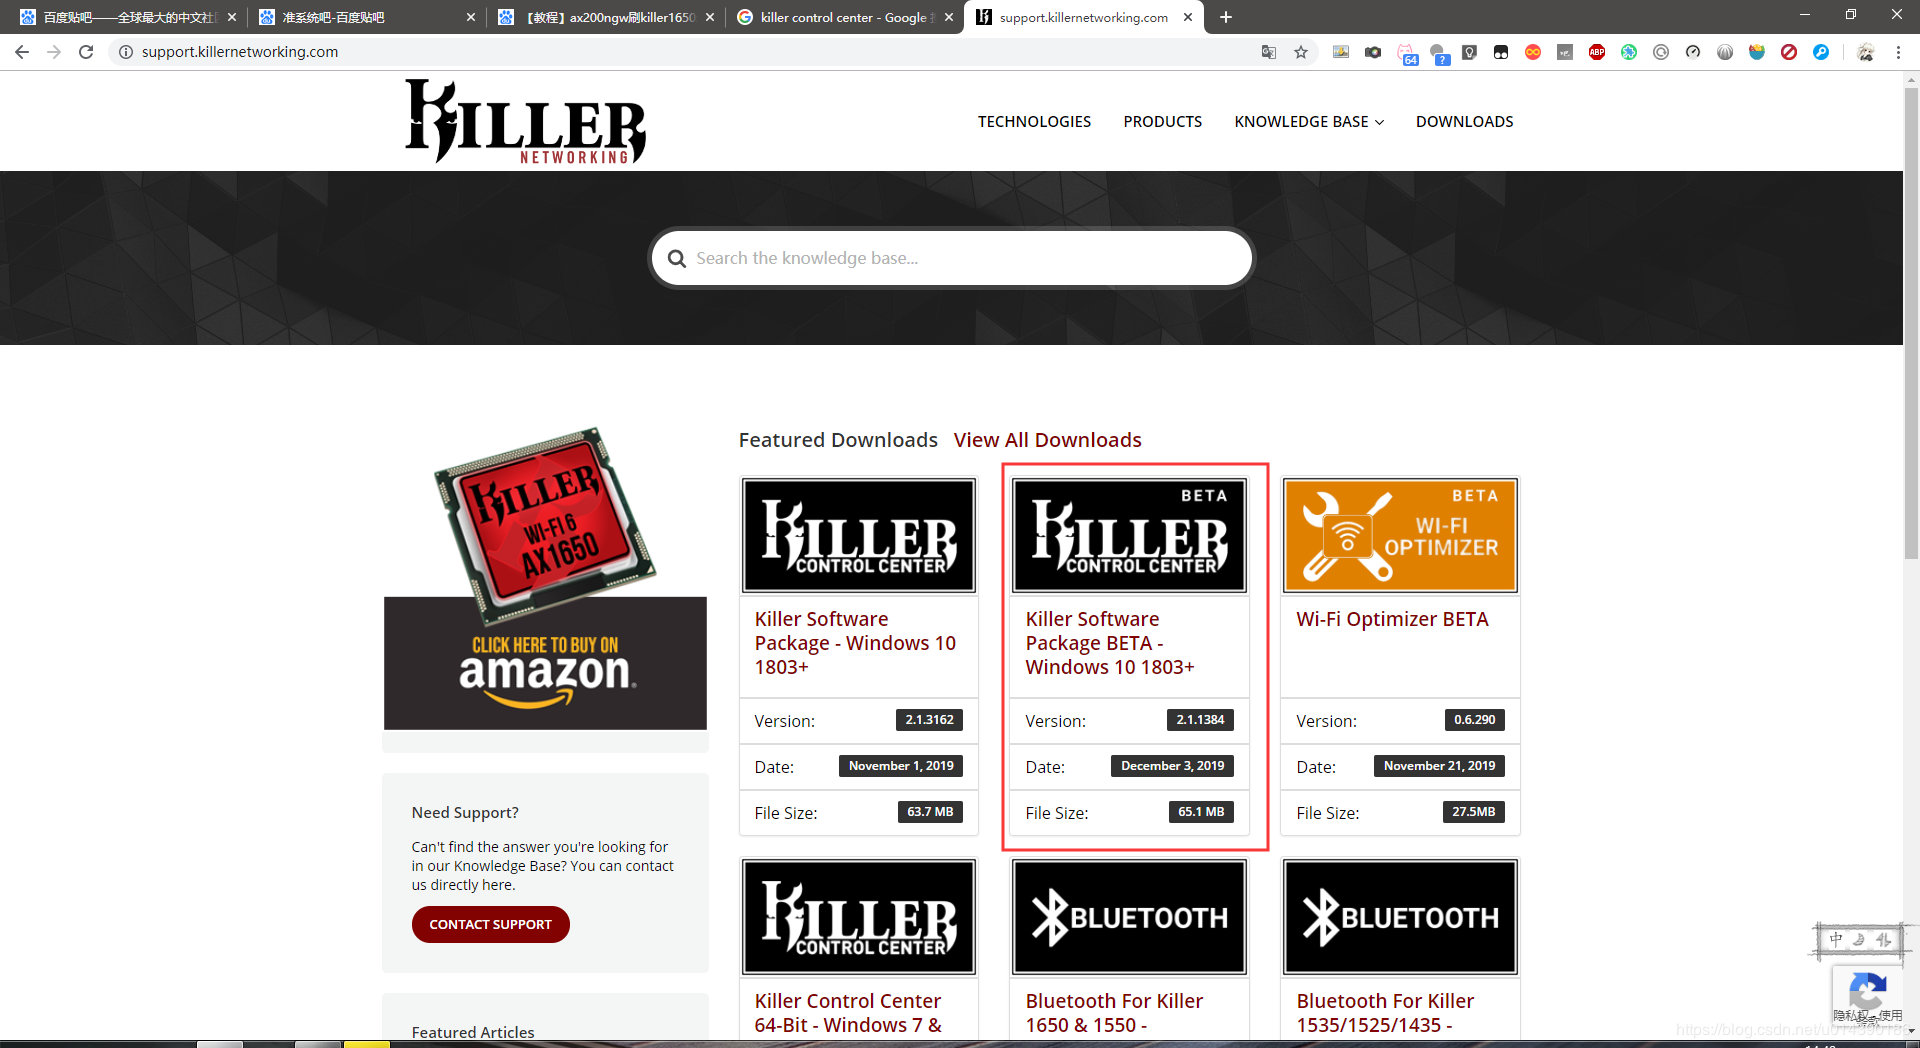 百度贴吧——全球最大的中文社
准系统吧-百度贴吧
【教程】ax200ngw刷killer1650
killer control center - Google
support.killernetworking.com
support.killernetworking.com
64
?
ABP
KILLER
NETWORKING
TECHNOLOGIES
PRODUCTS
KNOWLEDGE BASE
DOWNLOADS
Search the knowledge base...
KILLER
WI-FI 6
AX1650
CLICK HERE TO BUY ON
amazon.
Need Support?
Can't find the answer you're looking for
in our Knowledge Base? You can contact
us directly here.
CONTACT SUPPORT
Featured Articles
Featured Downloads View All Downloads
KILLER
CONTROL CENTER
Killer Software
Package - Windows 10
1803+
Version: 2.1.3162
Date: November 1, 2019
File Size: 63.7 MB
BETA
KILLER
CONTROL CENTER
Killer Software
Package BETA -
Windows 10 1803+
Version: 2.1.1384
Date: December 3, 2019
File Size: 65.1 MB
BETA
WI-FI
OPTIMIZER
Wi-Fi Optimizer BETA
Version: 0.6.290
Date: November 21, 2019
File Size: 27.5MB
KILLER
CONTROL CENTER
Killer Control Center
64-Bit - Windows 7 &
BLUETOOTH
Bluetooth For Killer
1650 & 1550 -
BLUETOOTH
Bluetooth For Killer
1535/1525/1435 -
中
隐私权 - 使用
条款